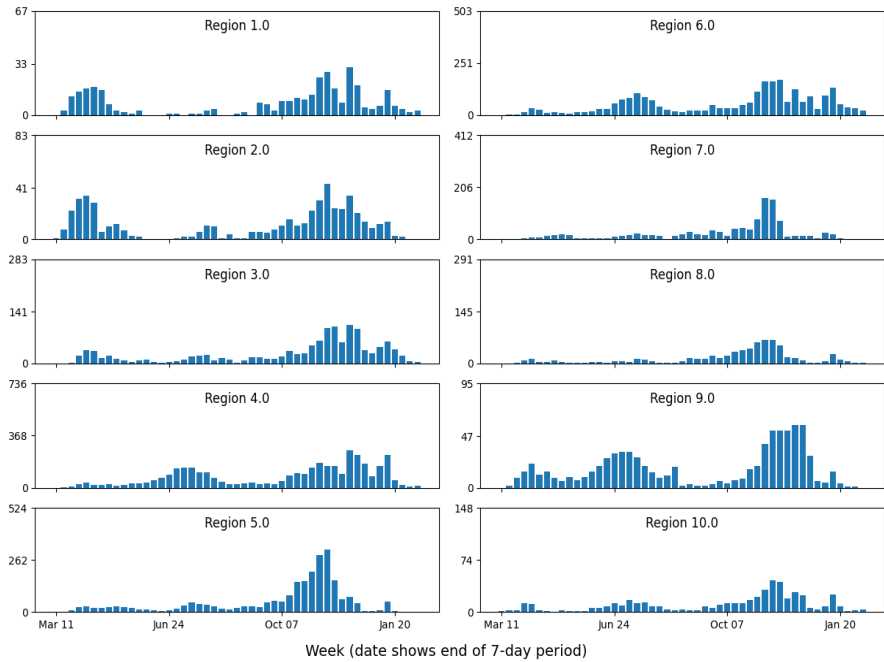 67
33
0
Region 1.0
503
251
0
Region 6.0
83
41
0
Region 2.0
412
206
0
Region 7.0
283
141
0
Region 3.0
291
145
0
Region 8.0
736
368
0
Region 4.0
95
47
0
Region 9.0
524
262
0
Region 5.0
148
74
0
Region 10.0
Mar 11 Jun 24 Oct 07 Jan 20
Mar 11 Jun 24 Oct 07 Jan 20
Week (date shows end of 7-day period)